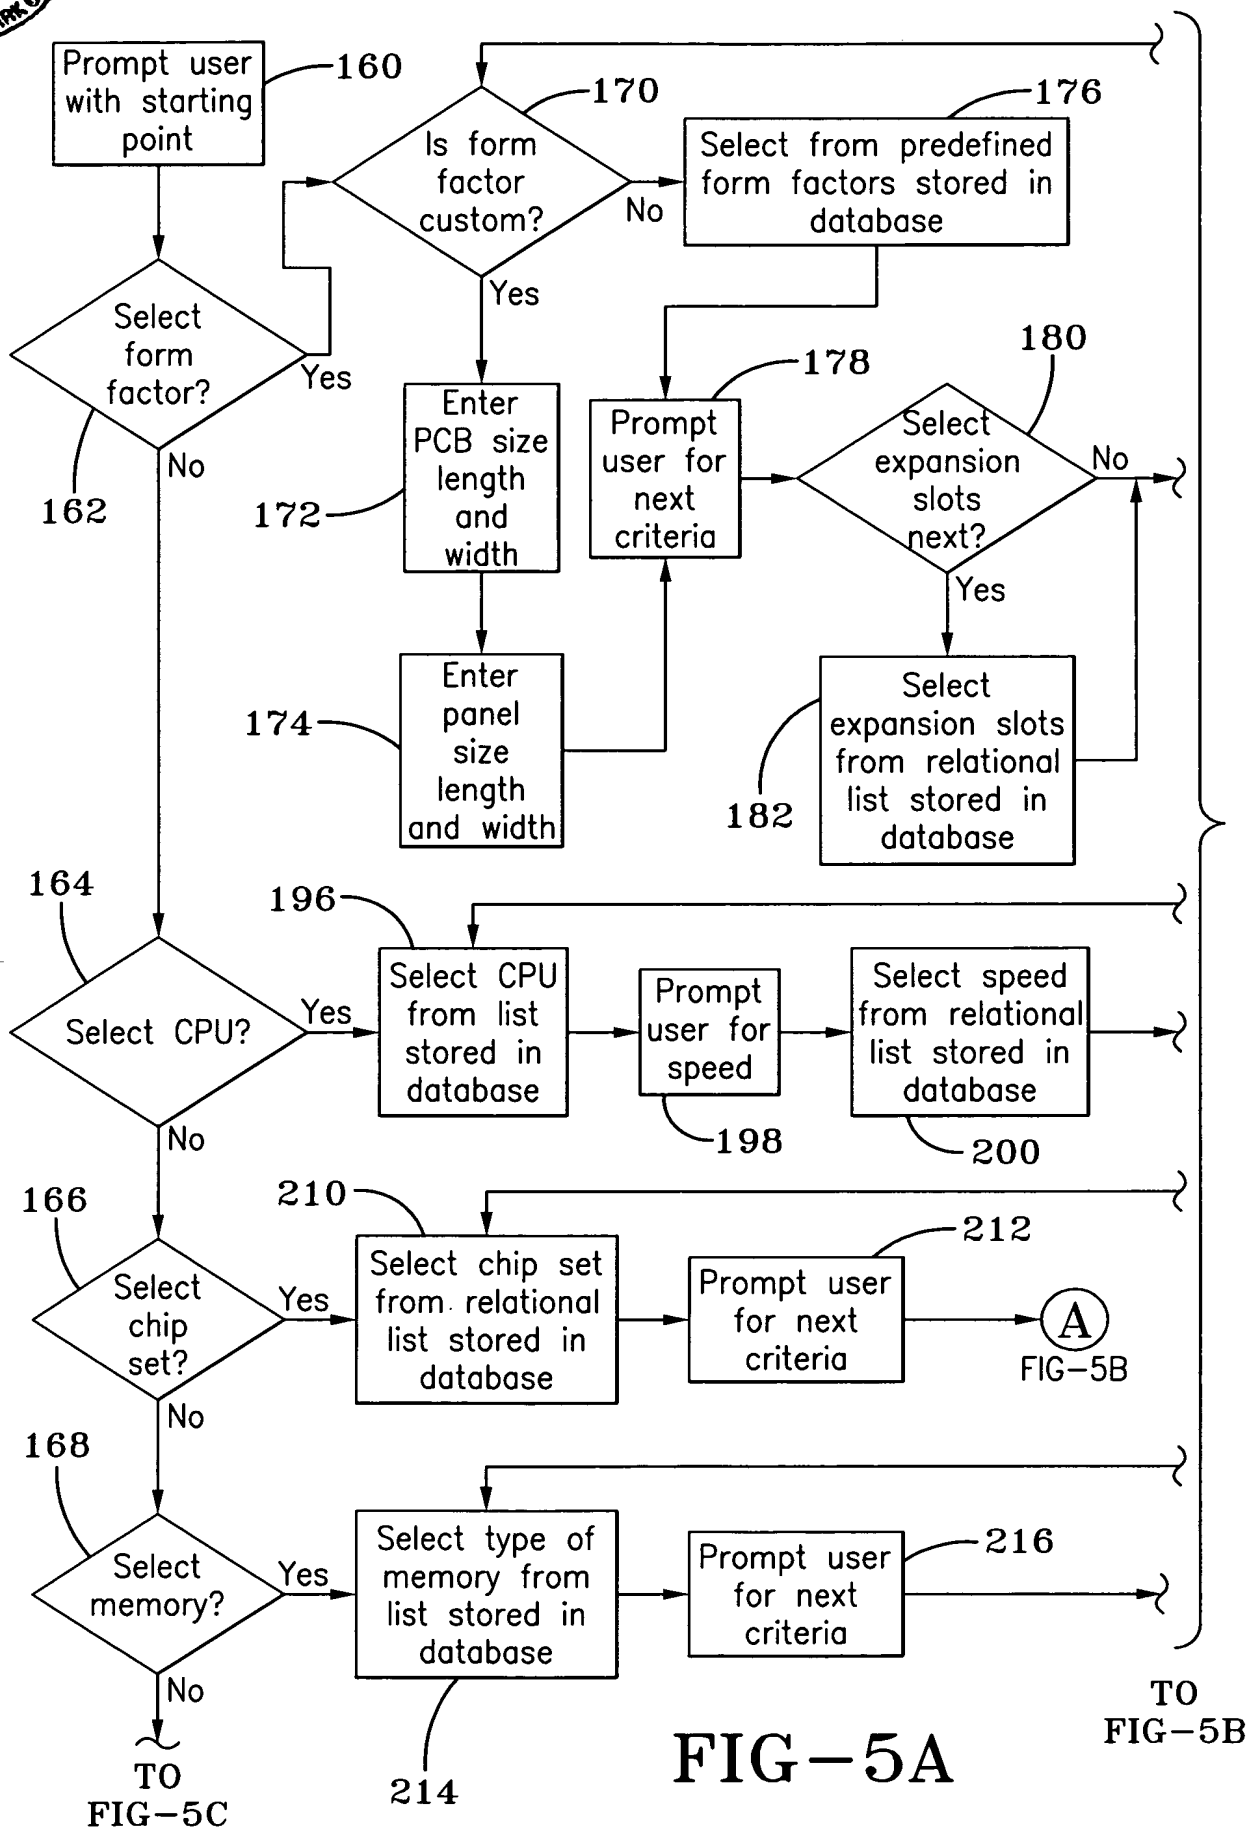 Prompt user
with starting
point
160
Select
form
factor?
Yes
No
162
Is form
factor
custom?
170
No
Yes
Select from predefined
form factors stored in
database
176
Enter
PCB size
length
and
width
172
Enter
panel
size
length
and width
174
Prompt
user for
next
criteria
178
Select
expansion
slots
next?
180
No
Yes
Select
expansion slots
from relational
list stored in
database
182
164
Select CPU?
Yes
No
196
Select CPU
from list
stored in
database
Prompt
user for
speed
198
Select speed
from relational
list stored in
database
200
166
Select
chip
set?
Yes
No
210
Select chip set
from relational
list stored in
database
212
Prompt user
for next
criteria
A
FIG-5B
168
Select
memory?
Yes
No
Select type of
memory from
list stored in
database
214
Prompt user
for next
criteria
216
TO
FIG-5B
TO
FIG-5C
FIG-5A